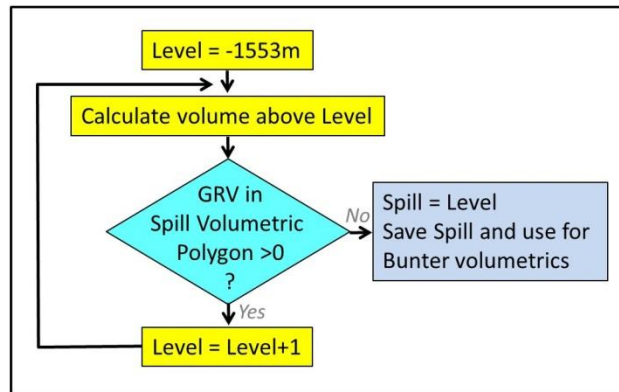 Level = -1553m
Calculate volume above Level
GRV in
Spill Volumetric
Polygon >0
?
No
Spill = Level
Save Spill and use for
Bunter volumetrics
Yes
Level = Level+1